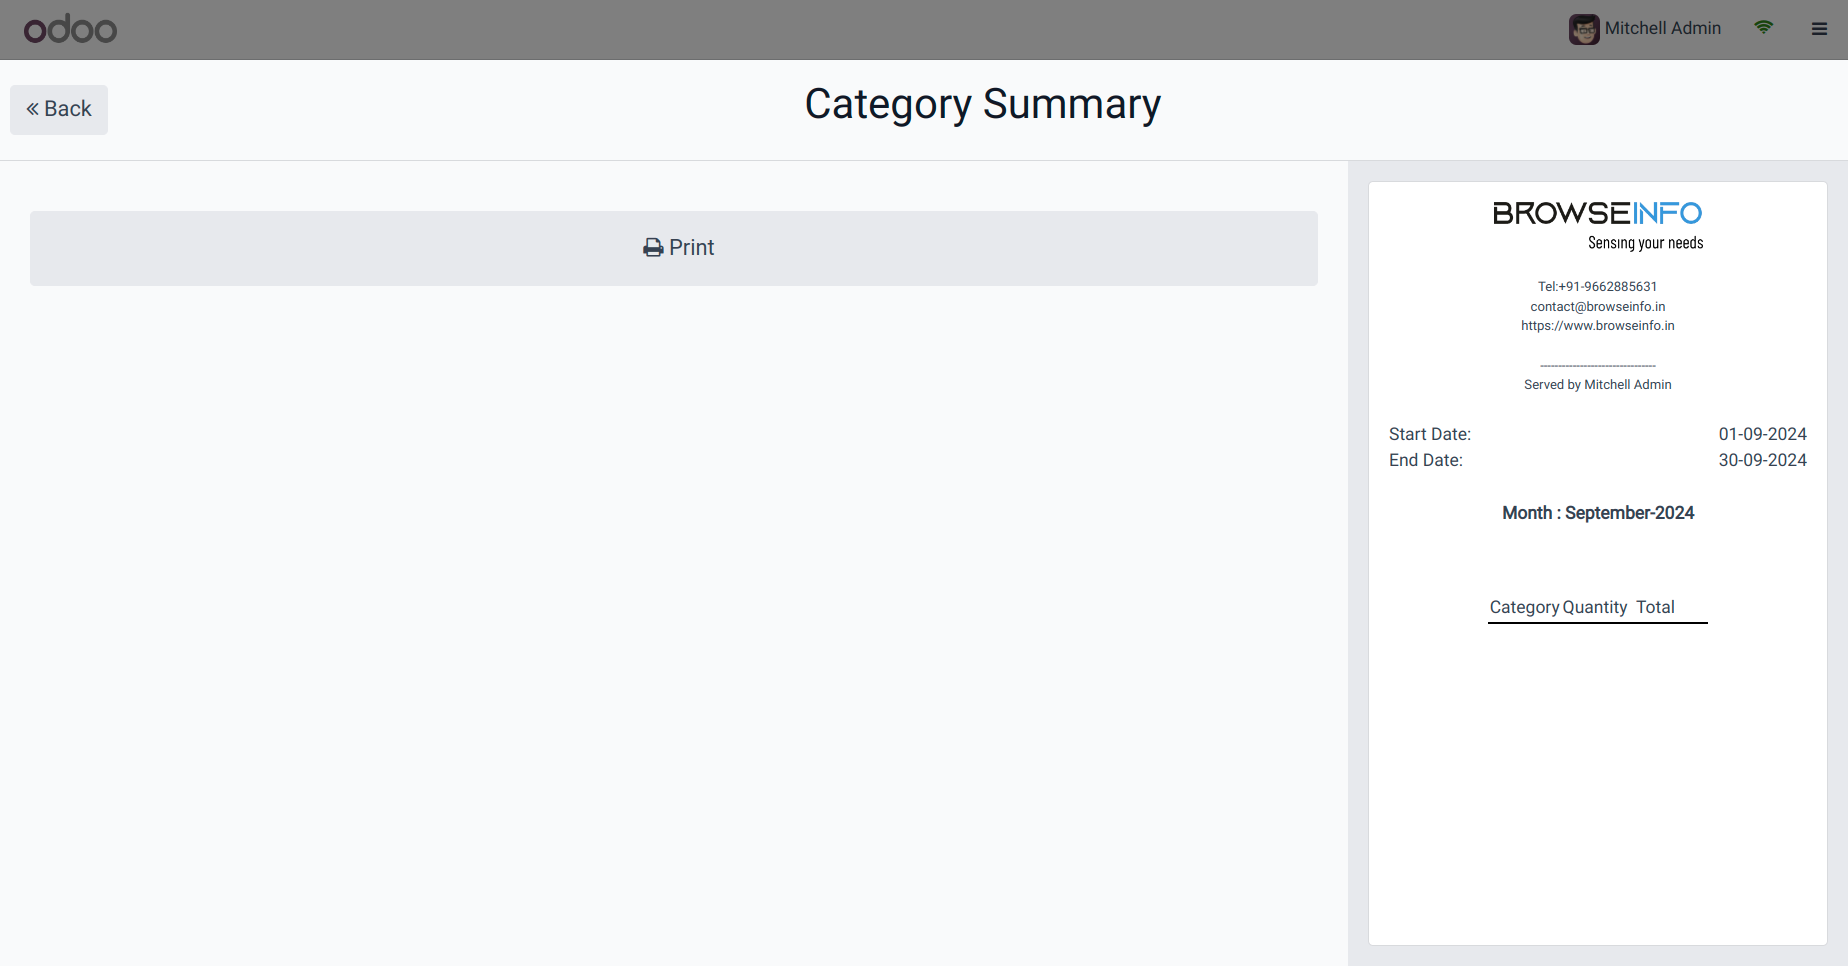 odoo
Mitchell Admin
« Back
Category Summary
Print
BROWSEINFO
Sensing your needs
Tel:+91-9662885631
contact@browseinfo.in
https://www.browseinfo.in
--------------------------------
Served by Mitchell Admin
Start Date: 01-09-2024
End Date: 30-09-2024
Month : September-2024
Category Quantity Total